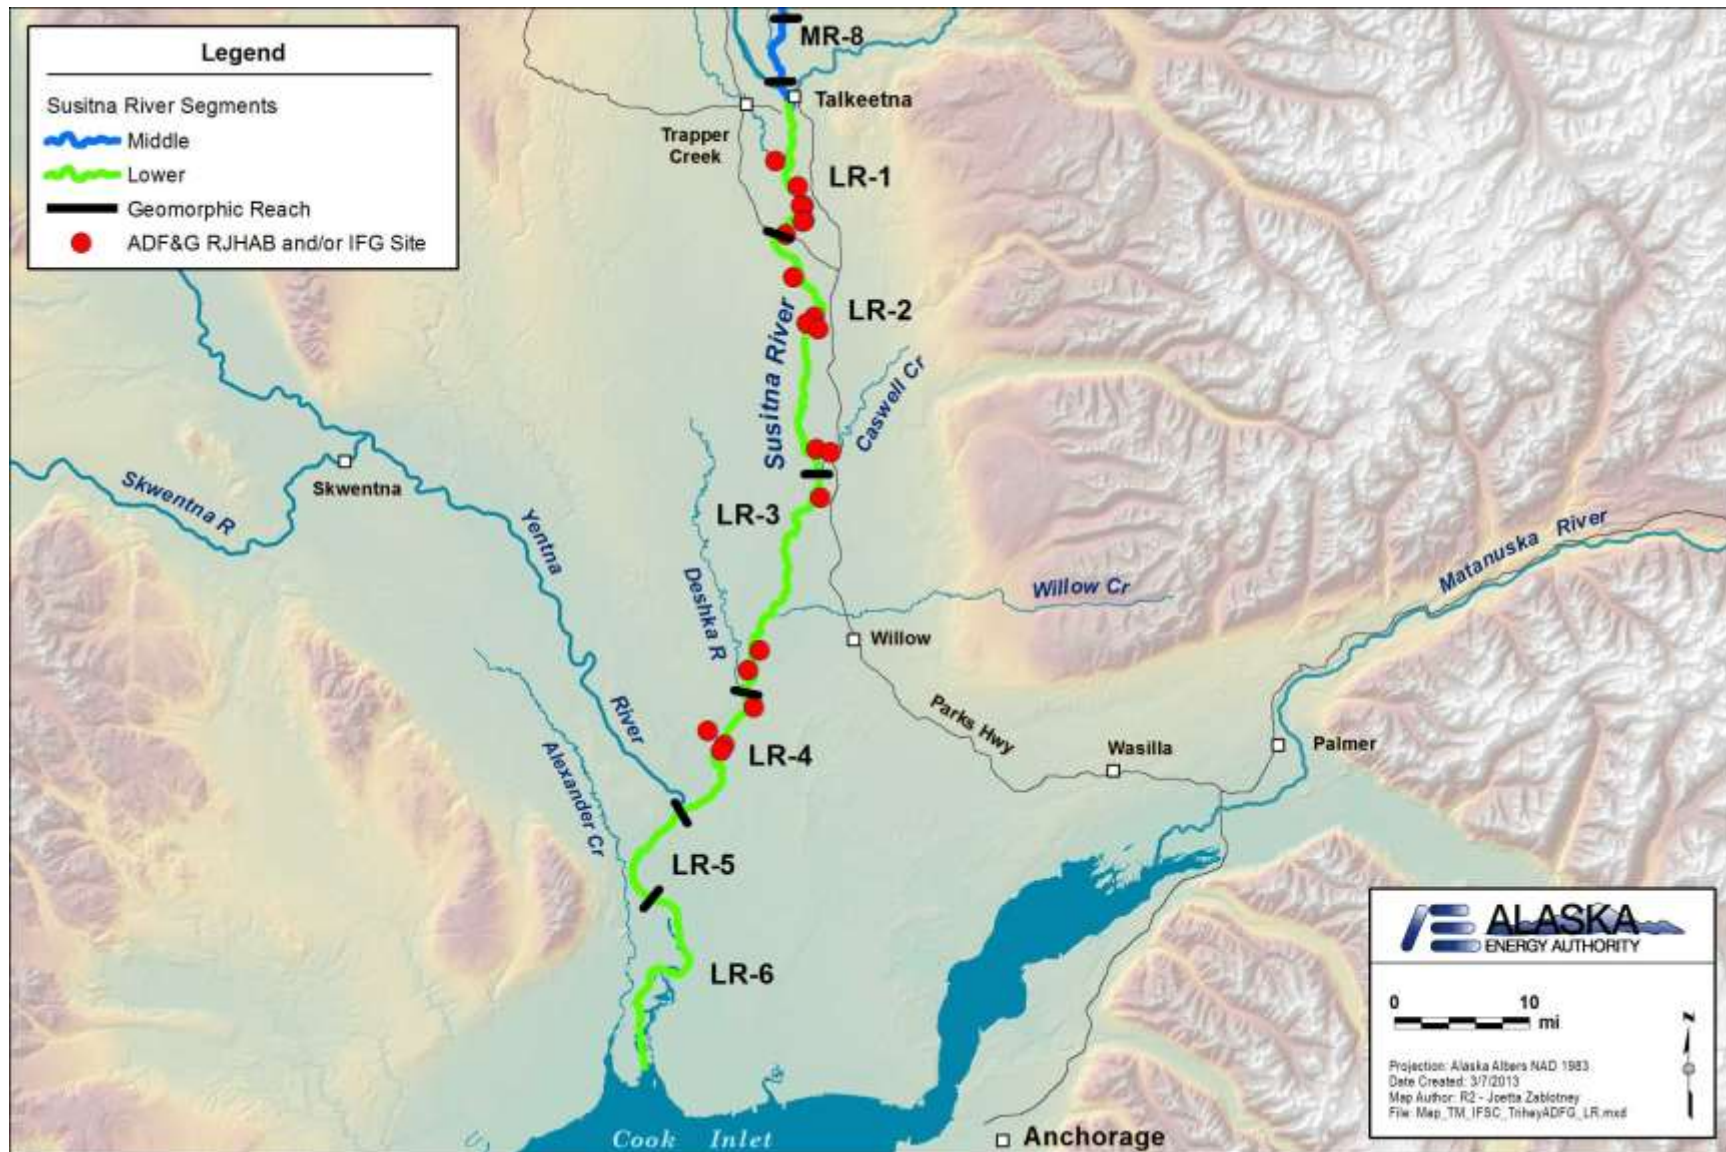 Legend
Susitna River Segments
Middle
Lower
Geomorphic Reach
ADF&G RJHAB and/or IFG Site
MR-8
Talkeetna
Trapper
Creek
LR-1
LR-2
Susitna River
Caswell Cr
Skwentna R
Skwentna
Yentna
River
LR-3
Deshka R
Willow Cr
Matanuska River
Willow
Parks Hwy
Wasilla
Palmer
Alexander Cr
LR-4
LR-5
LR-6
Cook Inlet
Anchorage
ALASKA
ENERGY AUTHORITY
0 10
mi
N
Projection: Alaska Albers NAD 1983
Date Created: 3/7/2013
Map Author: R2 - Joetta Zablotney
File: Map_TM_IFSC_TriheyADFG_LR.mxd